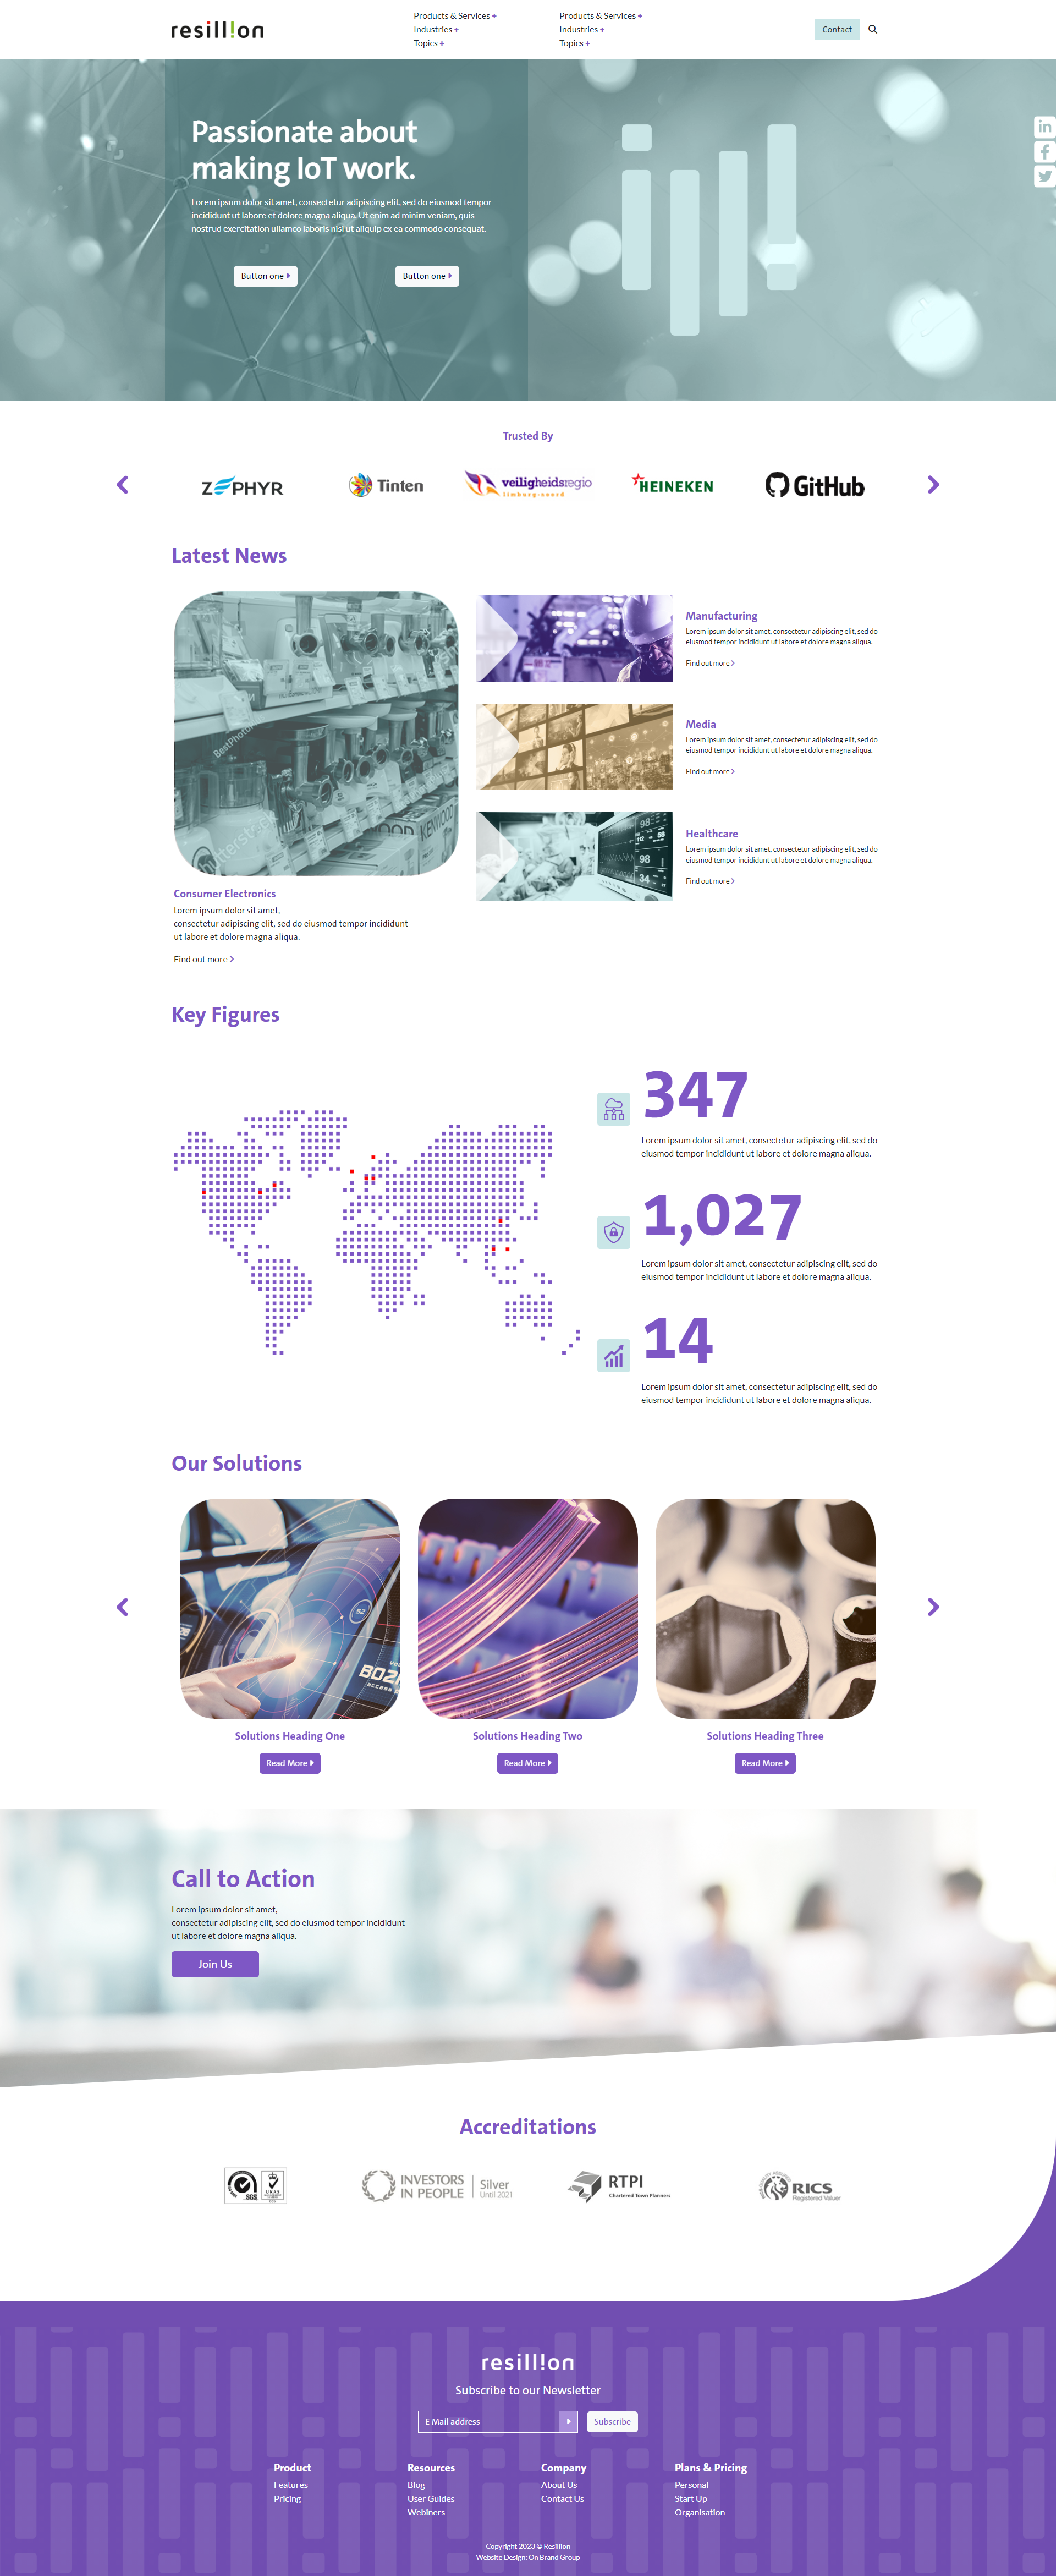 resill!on
Products & Services +
Industries +
Topics +
Products & Services +
Industries +
Topics +
Contact
Passionate about
making IoT work.
Lorem ipsum dolor sit amet, consectetur adipiscing elit, sed do eiusmod tempor
incididunt ut labore et dolore magna aliqua. Ut enim ad minim veniam, quis
nostrud exercitation ullamco laboris nisi ut aliquip ex ea commodo consequat.
Button one
Button one
Trusted By
ZEPHYR
Tinten
veiligheidsregio
limburg-noord
HEINEKEN
GitHub
Latest News
Consumer Electronics
Lorem ipsum dolor sit amet,
consectetur adipiscing elit, sed do eiusmod tempor incididunt
ut labore et dolore magna aliqua.
Find out more
Manufacturing
Lorem ipsum dolor sit amet, consectetur adipiscing elit, sed do
eiusmod tempor incididunt ut labore et dolore magna aliqua.
Find out more
Media
Lorem ipsum dolor sit amet, consectetur adipiscing elit, sed do
eiusmod tempor incididunt ut labore et dolore magna aliqua.
Find out more
98
98
34
Healthcare
Lorem ipsum dolor sit amet, consectetur adipiscing elit, sed do
eiusmod tempor incididunt ut labore et dolore magna aliqua.
Find out more
Key Figures
347
Lorem ipsum dolor sit amet, consectetur adipiscing elit, sed do
eiusmod tempor incididunt ut labore et dolore magna aliqua.
1,027
Lorem ipsum dolor sit amet, consectetur adipiscing elit, sed do
eiusmod tempor incididunt ut labore et dolore magna aliqua.
14
Lorem ipsum dolor sit amet, consectetur adipiscing elit, sed do
eiusmod tempor incididunt ut labore et dolore magna aliqua.
Our Solutions
Solutions Heading One
Read More
Solutions Heading Two
Read More
Solutions Heading Three
Read More
Call to Action
Lorem ipsum dolor sit amet,
consectetur adipiscing elit, sed do eiusmod tempor incididunt
ut labore et dolore magna aliqua.
Join Us
Accreditations
SGS
UKAS
INVESTORS
IN PEOPLE
Silver
Until 2021
RTPI
Chartered Town Planners
RICS
Registered Valuer
resill!on
Subscribe to our Newsletter
E Mail address
Subscribe
Product
Features
Pricing
Resources
Blog
User Guides
Webiners
Company
About Us
Contact Us
Plans & Pricing
Personal
Start Up
Organisation
Copyright 2023 © Resillion
Website Design: On Brand Group